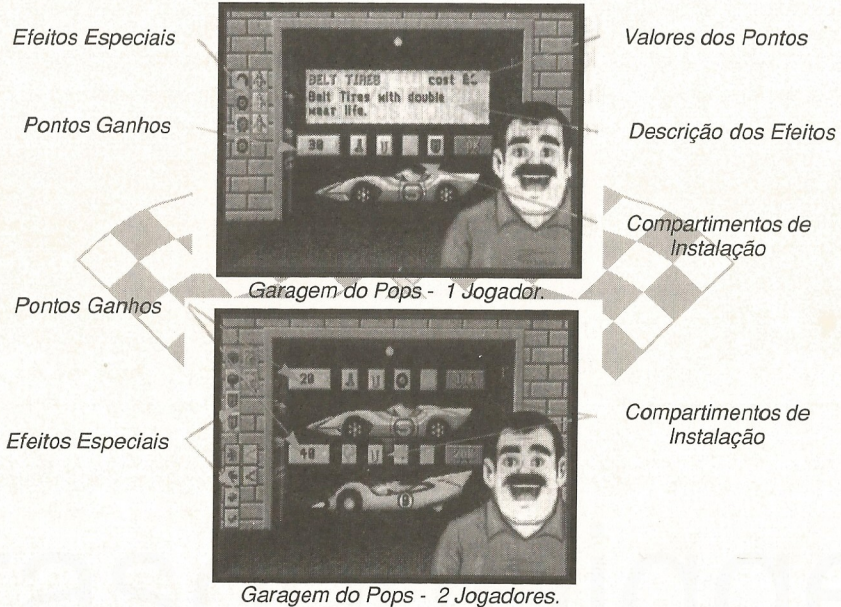 Efeitos Especiais
Valores dos Pontos
BELT TIRES cost
Belt Tires with double
wear life.
Pontos Ganhos
Descrição dos Efeitos
30
Compartimentos de
Instalação
Garagem do Pops - 1 Jogador.
Pontos Ganhos
20
Efeitos Especiais
Compartimentos de
Instalação
40
Garagem do Pops - 2 Jogadores.